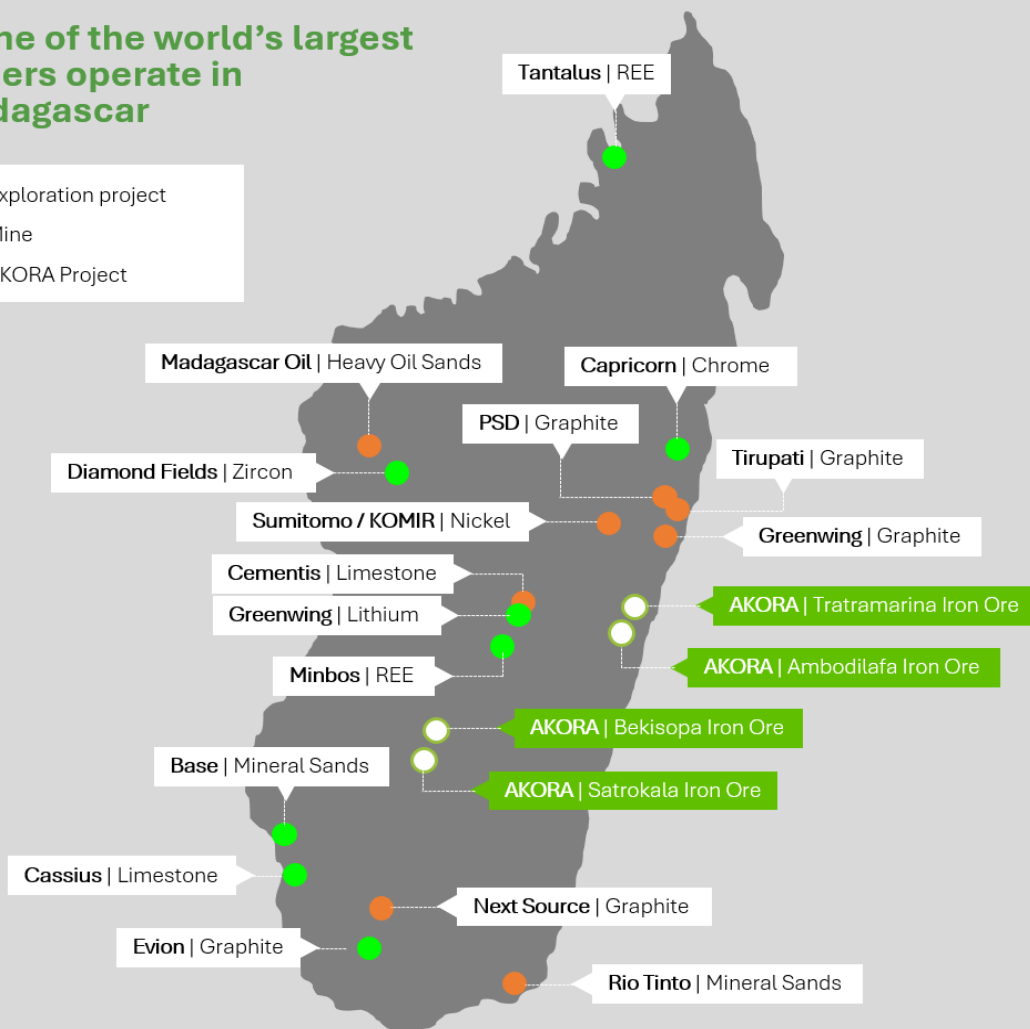 ne of the world's largest
ers operate in
dagascar
xploration project
ine
KORA Project
Tantalus | REE
Madagascar Oil | Heavy Oil Sands
Capricorn | Chrome
PSD | Graphite
Tirupati | Graphite
Diamond Fields | Zircon
Sumitomo / KOMIR | Nickel
Greenwing | Graphite
Cementis | Limestone
Greenwing | Lithium
AKORA | Tratramarina Iron Ore
AKORA | Ambodilafa Iron Ore
Minbos | REE
AKORA | Bekisopa Iron Ore
Base | Mineral Sands
AKORA | Satrokala Iron Ore
Cassius | Limestone
Next Source | Graphite
Evion | Graphite
Rio Tinto | Mineral Sands